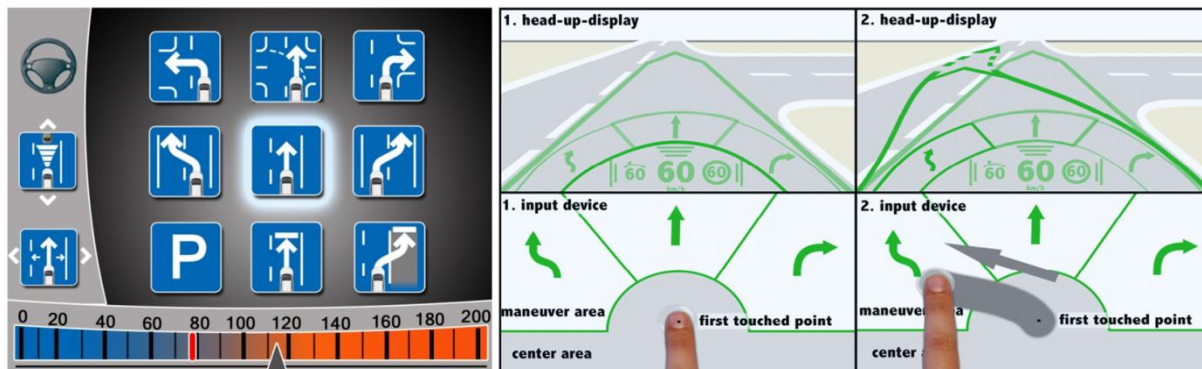 P
0 20 40 60 80 100 120 140 160 180 200
1. head-up-display
60 60 60
km/h
1. input device
maneuver area
first touched point
center area
2. head-up-display
60 60 60
km/h
2. input device
maneuver area
first touched point
center